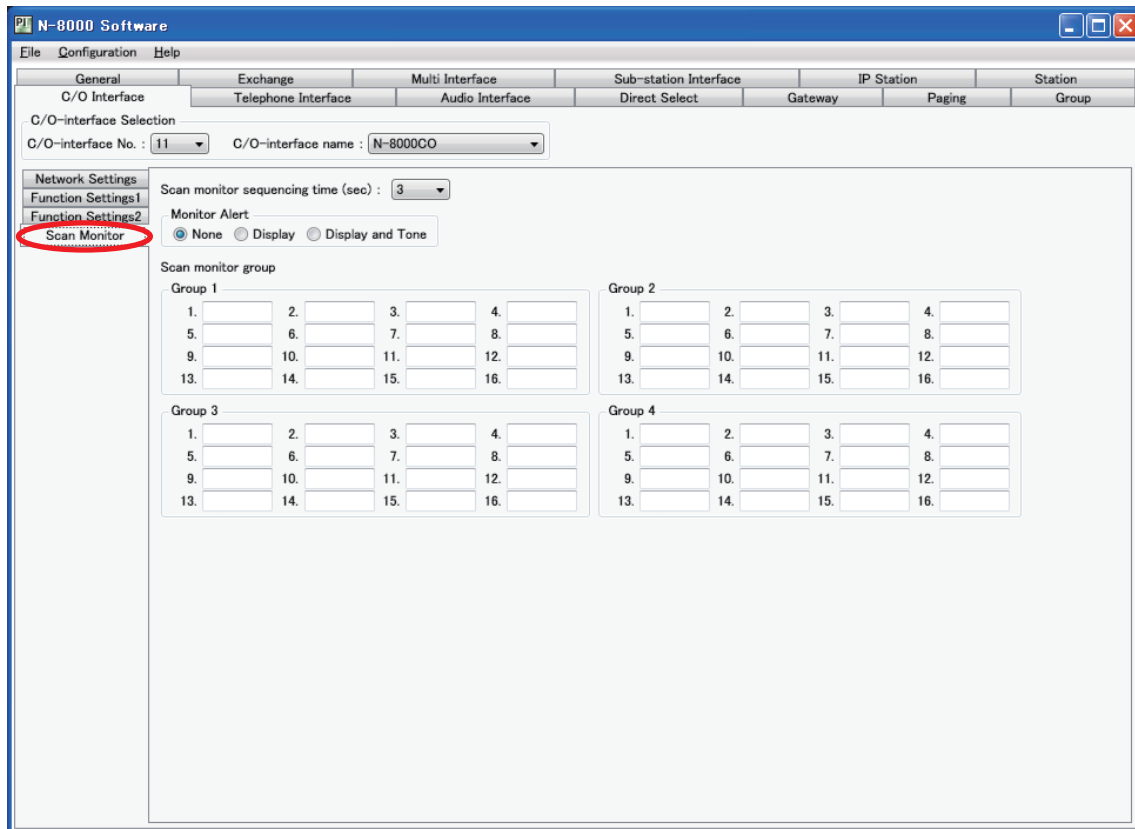 PI N-8000 Software
File Configuration Help
General Exchange Multi Interface Sub-station Interface IP Station Station
C/O Interface Telephone Interface Audio Interface Direct Select Gateway Paging Group
C/O-interface Selection
C/O-interface No. : 11 C/O-interface name : N-8000CO
Network Settings
Function Settings1
Function Settings2
Scan Monitor
Scan monitor sequencing time (sec) : 3
Monitor Alert
None Display Display and Tone
Scan monitor group
Group 1
1. 2. 3. 4.
5. 6. 7. 8.
9. 10. 11. 12.
13. 14. 15. 16.
Group 2
1. 2. 3. 4.
5. 6. 7. 8.
9. 10. 11. 12.
13. 14. 15. 16.
Group 3
1. 2. 3. 4.
5. 6. 7. 8.
9. 10. 11. 12.
13. 14. 15. 16.
Group 4
1. 2. 3. 4.
5. 6. 7. 8.
9. 10. 11. 12.
13. 14. 15. 16.